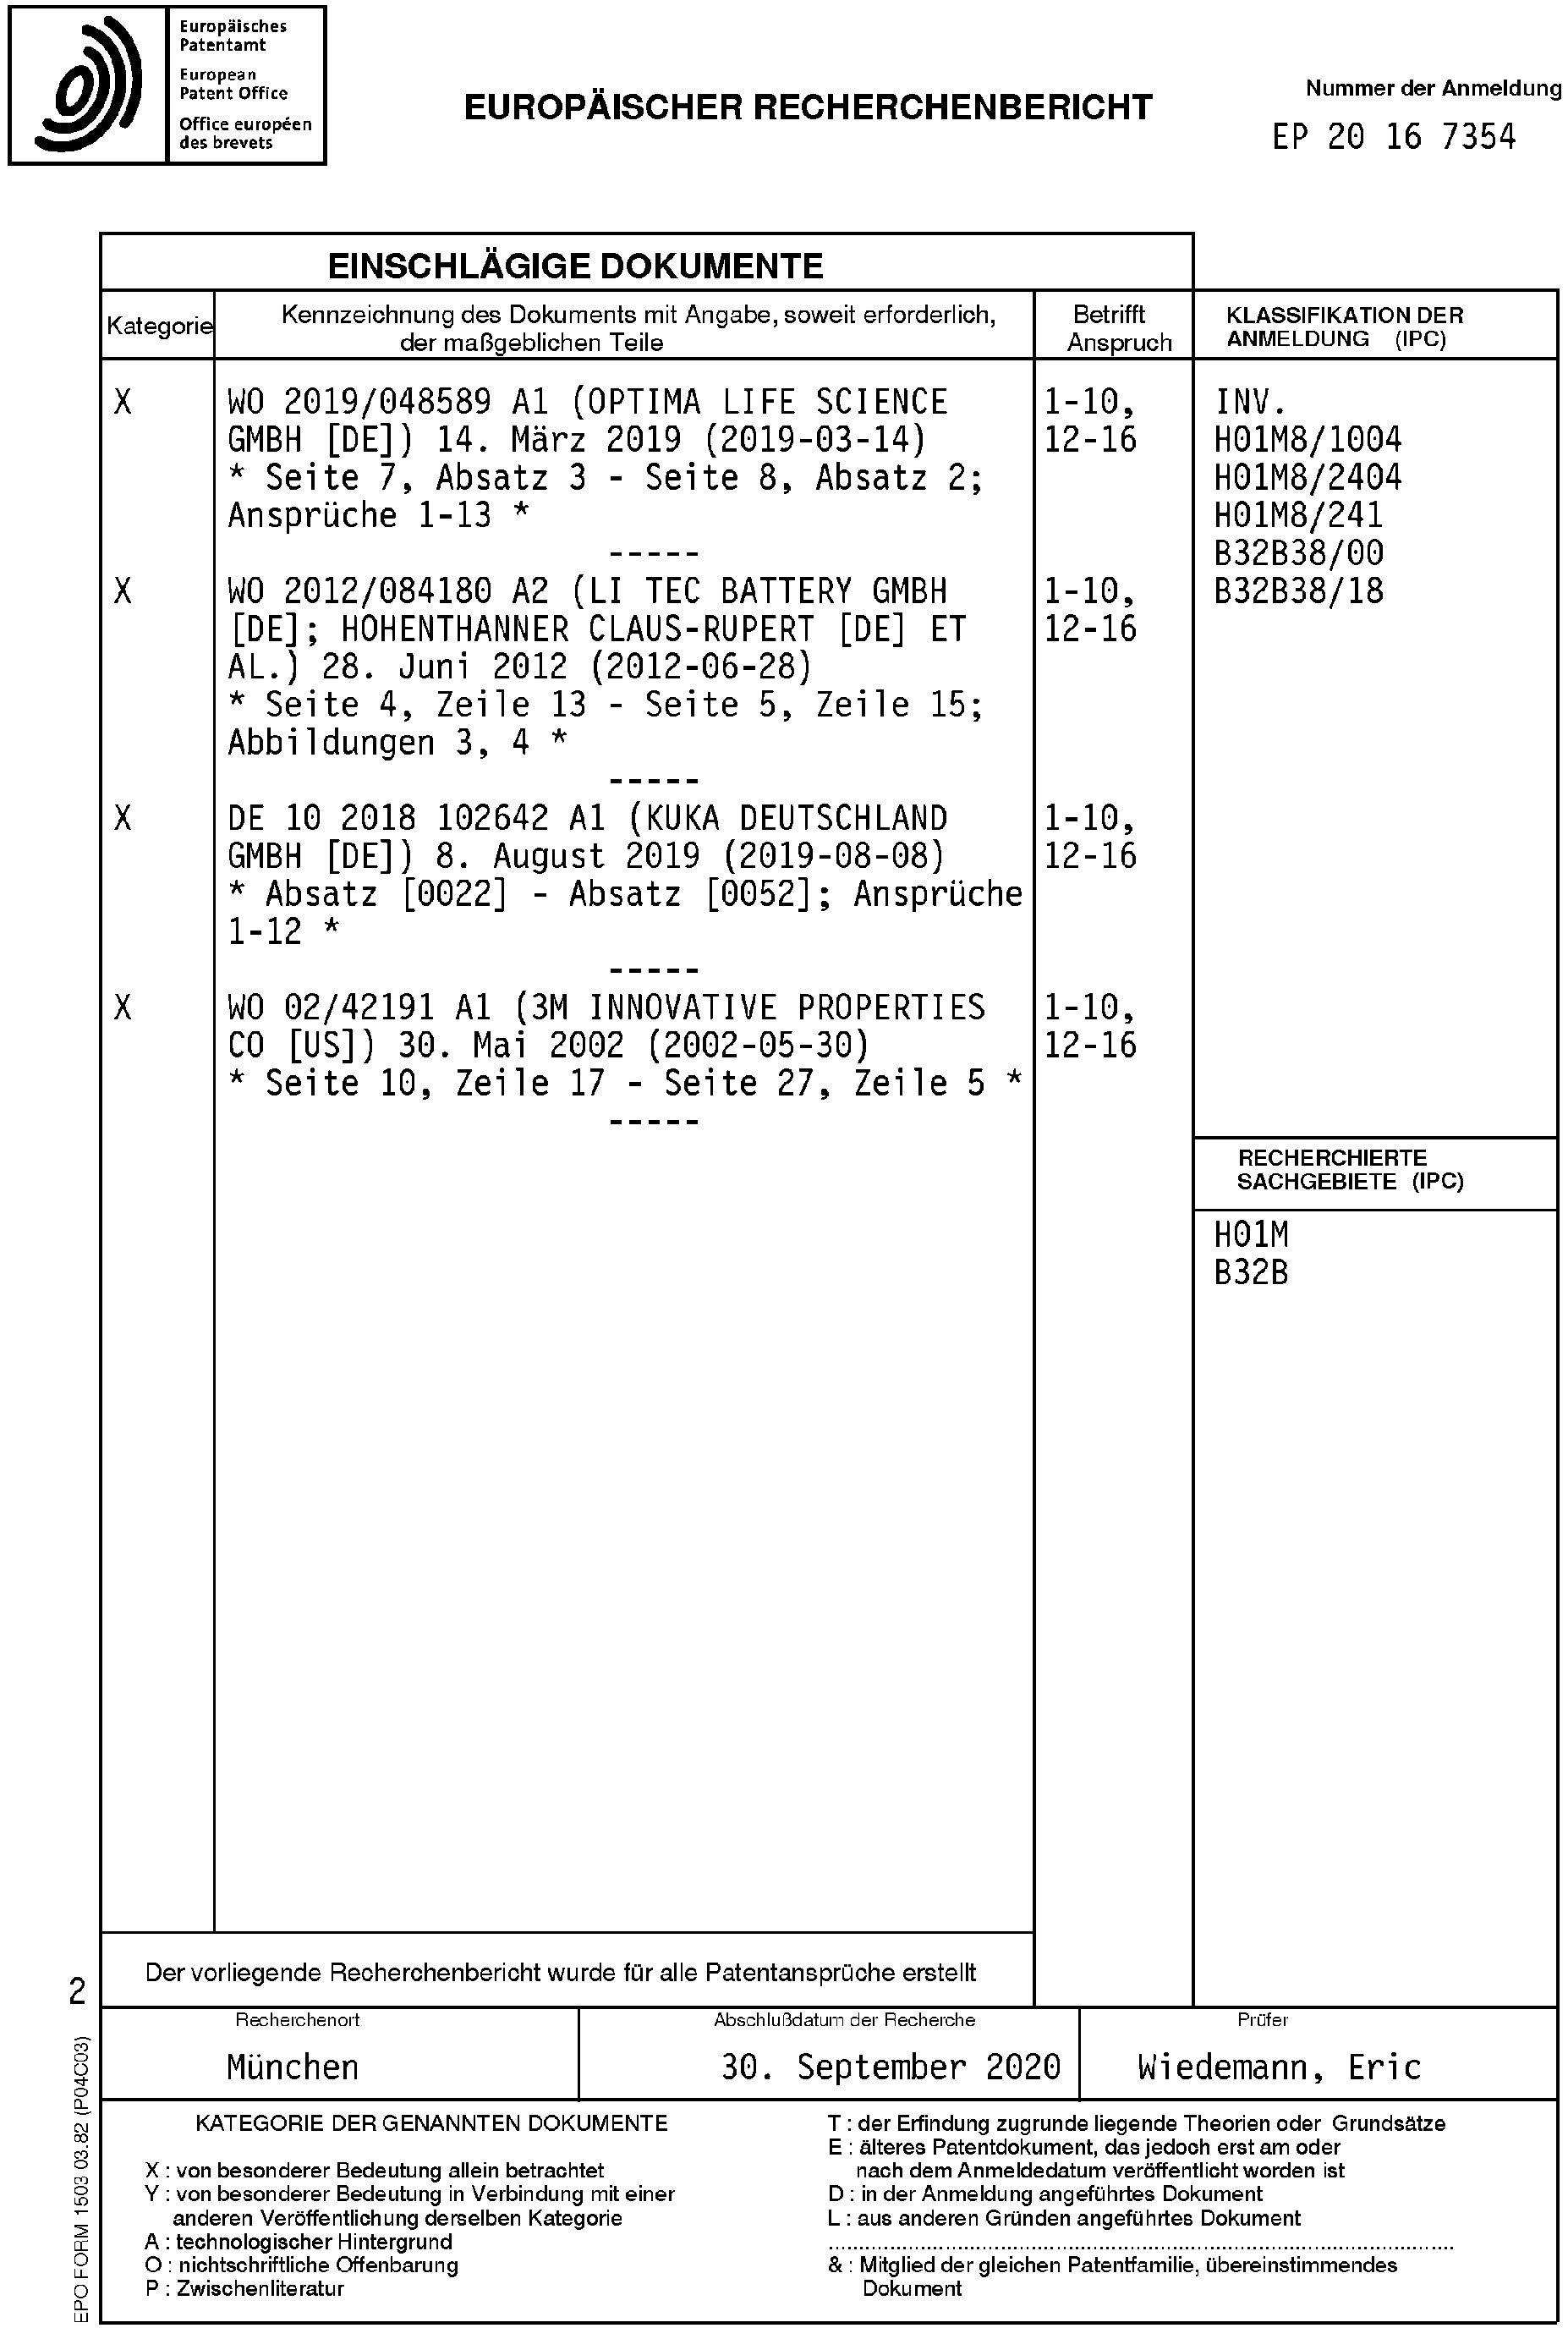 Europäisches
Patentamt
European
Patent Office
Office européen
des brevets
EUROPÄISCHER RECHERCHENBERICHT
Nummer der Anmeldung
EP 20 16 7354
EINSCHLÄGIGE DOKUMENTE
Kategorie
Kennzeichnung des Dokuments mit Angabe, soweit erforderlich,
der maßgeblichen Teile
Betrifft
Anspruch
KLASSIFIKATION DER
ANMELDUNG (IPC)
X
WO 2019/048589 A1 (OPTIMA LIFE SCIENCE
GMBH [DE]) 14. März 2019 (2019-03-14)
* Seite 7, Absatz 3 - Seite 8, Absatz 2;
Ansprüche 1-13 *
-----
1-10,
12-16
X
WO 2012/084180 A2 (LI TEC BATTERY GMBH
[DE]; HOHENTHANNER CLAUS-RUPERT [DE] ET
AL.) 28. Juni 2012 (2012-06-28)
* Seite 4, Zeile 13 - Seite 5, Zeile 15;
Abbildungen 3, 4 *
-----
1-10,
12-16
X
DE 10 2018 102642 A1 (KUKA DEUTSCHLAND
GMBH [DE]) 8. August 2019 (2019-08-08)
* Absatz [0022] - Absatz [0052]; Ansprüche
1-12 *
-----
1-10,
12-16
X
WO 02/42191 A1 (3M INNOVATIVE PROPERTIES
CO [US]) 30. Mai 2002 (2002-05-30)
* Seite 10, Zeile 17 - Seite 27, Zeile 5 *
-----
1-10,
12-16
INV.
H01M8/1004
H01M8/2404
H01M8/241
B32B38/00
B32B38/18
RECHERCHIERTE
SACHGEBIETE (IPC)
H01M
B32B
Der vorliegende Recherchenbericht wurde für alle Patentansprüche erstellt
2
Recherchenort
München
Abschlußdatum der Recherche
30. September 2020
Prüfer
Wiedemann, Eric
KATEGORIE DER GENANNTEN DOKUMENTE
X : von besonderer Bedeutung allein betrachtet
Y : von besonderer Bedeutung in Verbindung mit einer
anderen Veröffentlichung derselben Kategorie
A : technologischer Hintergrund
O : nichtschriftliche Offenbarung
P : Zwischenliteratur
T : der Erfindung zugrunde liegende Theorien oder Grundsätze
E : älteres Patentdokument, das jedoch erst am oder
nach dem Anmeldedatum veröffentlicht worden ist
D : in der Anmeldung angeführtes Dokument
L : aus anderen Gründen angeführtes Dokument
& : Mitglied der gleichen Patentfamilie, übereinstimmendes
Dokument
EPO FORM 1503 03.82 (P04C03)